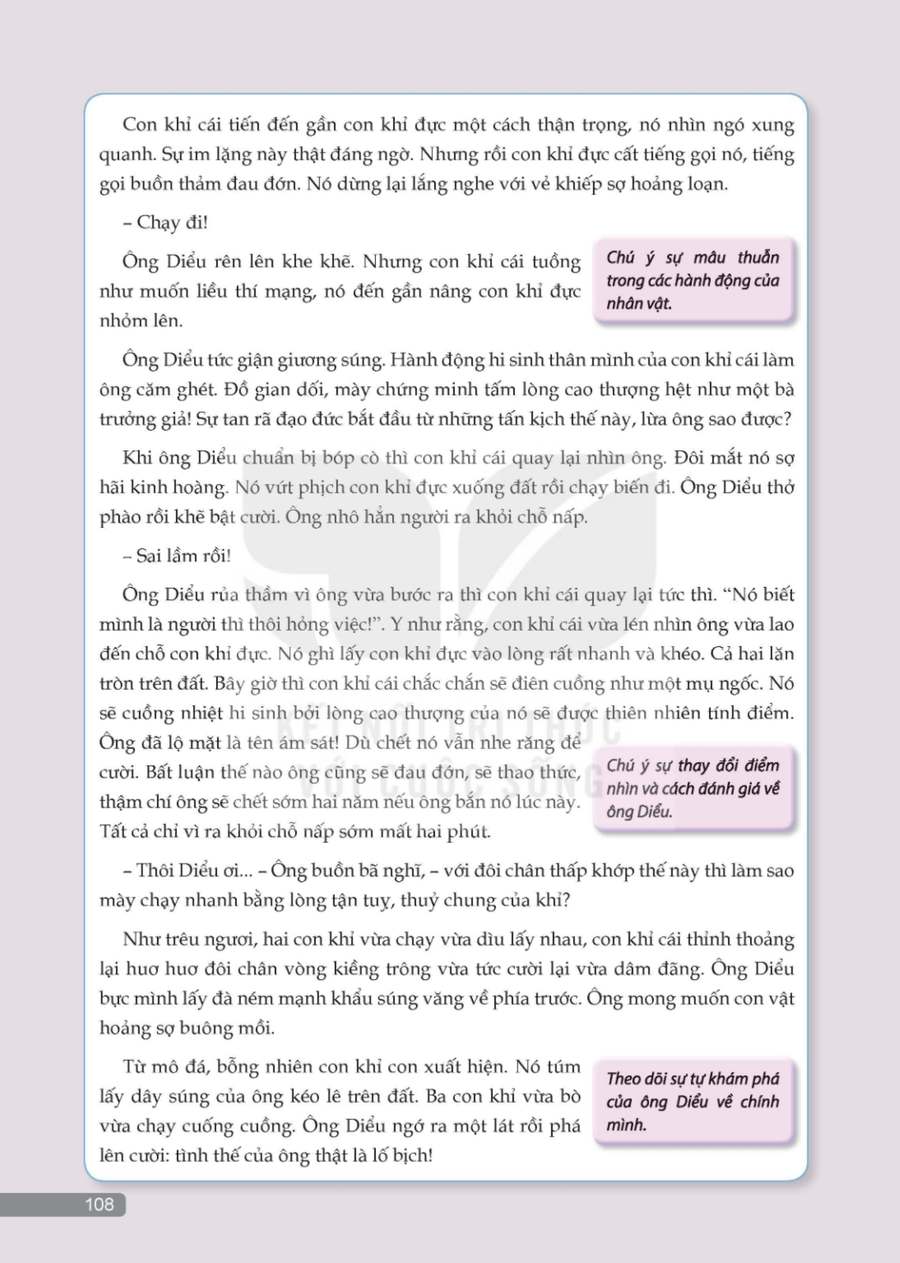 Con khỉ cái tiến đến gần con khỉ đực một cách thận trọng, nó nhìn ngó xung
quanh. Sự im lặng này thật đáng ngờ. Nhưng rồi con khỉ đực cất tiếng gọi nó, tiếng
gọi buồn thảm đau đớn. Nó dừng lại lắng nghe với vẻ khiếp sợ hoảng loạn.
– Chạy đi!
Ông Diểu rên lên khe khẽ. Nhưng con khỉ cái tuồng
như muốn liều thí mạng, nó đến gần nâng con khỉ đực
nhỏm lên.
Chú ý sự mâu thuẫn
trong các hành động của
nhân vật.
Ông Diểu tức giận giương súng. Hành động hi sinh thân mình của con khỉ cái làm
ông căm ghét. Đồ gian dối, mày chứng minh tấm lòng cao thượng hệt như một bà
trưởng giả! Sự tan rã đạo đức bắt đầu từ những tấn kịch thế này, lừa ông sao được?
Khi ông Diểu chuẩn bị bóp cò thì con khỉ cái quay lại nhìn ông. Đôi mắt nó sợ
hãi kinh hoàng. Nó vứt phịch con khỉ đực xuống đất rồi chạy biến đi. Ông Diểu thở
phào rồi khẽ bật cười. Ông nhô hẳn người ra khỏi chỗ nấp.
– Sai lầm rồi!
Ông Diểu rủa thầm vì ông vừa bước ra thì con khỉ cái quay lại tức thì. “Nó biết
mình là người thì thôi hỏng việc!”. Y như rằng, con khỉ cái vừa lén nhìn ông vừa lao
đến chỗ con khỉ đực. Nó ghì lấy con khỉ đực vào lòng rất nhanh và khéo. Cả hai lăn
tròn trên đất. Bây giờ thì con khỉ cái chắc chắn sẽ điên cuồng như một mụ ngốc. Nó
sẽ cuồng nhiệt hi sinh bởi lòng cao thượng của nó sẽ được thiên nhiên tính điểm.
Ông đã lộ mặt là tên ám sát! Dù chết nó vẫn nhe răng để
cười. Bất luận thế nào ông cũng sẽ đau đớn, sẽ thao thức,
thậm chí ông sẽ chết sớm hai năm nếu ông bắn nó lúc này.
Tất cả chỉ vì ra khỏi chỗ nấp sớm mất hai phút.
Chú ý sự thay đổi điểm
nhìn và cách đánh giá về
ông Diểu.
– Thôi Diểu ơi... – Ông buồn bã nghĩ, – với đôi chân thấp khớp thế này thì làm sao
mày chạy nhanh bằng lòng tận tuỵ, thuỷ chung của khỉ?
Như trêu ngươi, hai con khỉ vừa chạy vừa dìu lấy nhau, con khỉ cái thỉnh thoảng
lại huơ huơ đôi chân vòng kiềng trông vừa tức cười lại vừa dâm đãng. Ông Diểu
bực mình lấy đà ném mạnh khẩu súng văng về phía trước. Ông mong muốn con vật
hoảng sợ buông mồi.
Từ mô đá, bỗng nhiên con khỉ con xuất hiện. Nó túm
lấy dây súng của ông kéo lê trên đất. Ba con khỉ vừa bò
vừa chạy cuống cuồng. Ông Diểu ngớ ra một lát rồi phá
lên cười: tình thế của ông thật là lố bịch!
Theo dõi sự tự khám phá
của ông Diểu về chính
mình.
KẾT NỐI TRI THỨC
VỚI CUỘC SỐNG
108